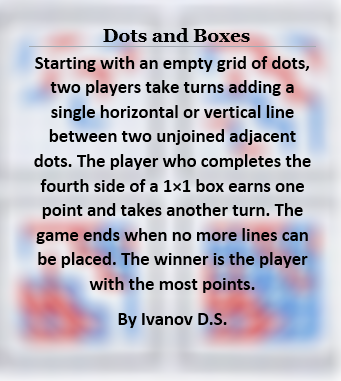 Dots and Boxes
Starting with an empty grid of dots,
two players take turns adding a
single horizontal or vertical line
between two unjoined adjacent
dots. The player who completes the
fourth side of a 1×1 box earns one
point and takes another turn. The
game ends when no more lines can
be placed. The winner is the player
with the most points.
By Ivanov D.S.